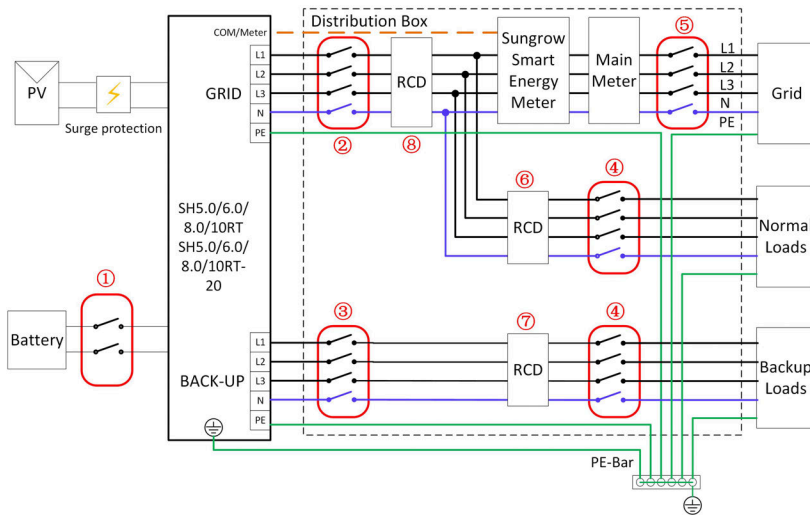 Distribution Box
COM/Meter
PV
Surge protection
GRID
L1
L2
L3
N
PE
②
RCD
⑧
Sungrow
Smart
Energy
Meter
Main
Meter
⑤
L1
L2
L3
N
PE
Grid
⑥
RCD
④
Normal
Loads
SH5.0/6.0/
8.0/10RT
SH5.0/6.0/
8.0/10RT-
20
①
Battery
BACK-UP
L1
L2
L3
N
PE
③
⑦
RCD
④
Backup
Loads
PE-Bar